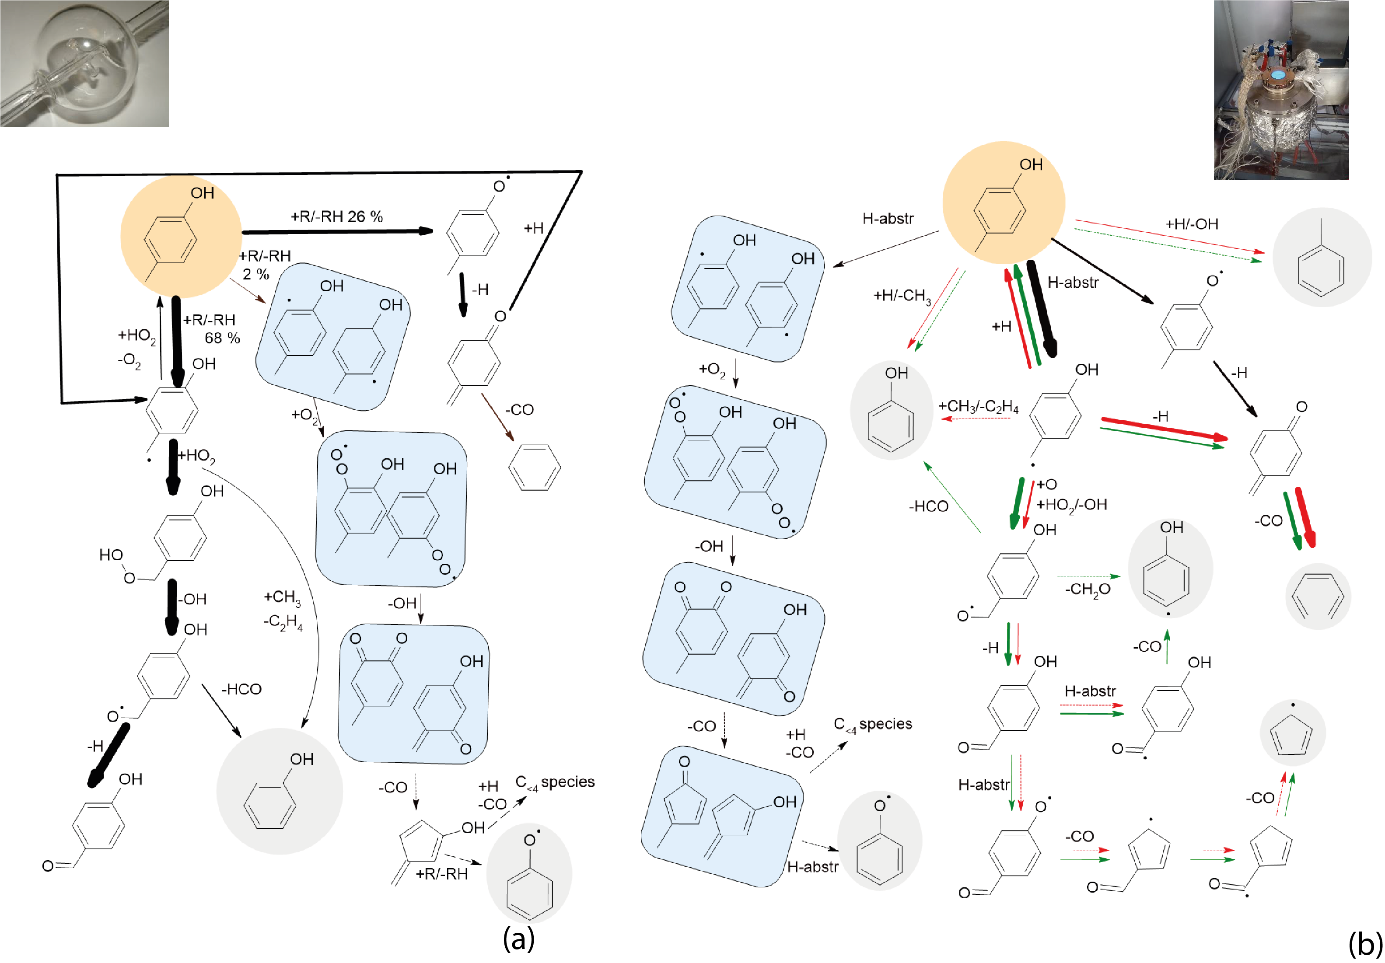 OH
+R/-RH 26 %
O
+H
+R/-RH
2 %
-H
OH
OH
+HO2
-O2
+R/-RH
68 %
OH
O
-CO
+O2
+HO2
O
O
OH
OH
O
O
OH
HO
O
-OH
+CH3
-C2H4
-OH
O
O
OH
O
OH
O
-HCO
-H
OH
-CO
+H
-CO
C<4 species
OH
+R/-RH
O
OH
O
(a)
OH
H-abstr
+H/-OH
OH
OH
+H/-CH3
H-abstr
+H
O
-H
+O2
OH
+CH3/-C2H4
OH
-H
O
O
O
OH
OH
O
O
-HCO
+O
+HO2/-OH
-CO
-OH
OH
O
-CH2O
OH
O
O
OH
O
-H
-CO
OH
O
H-abstr
OH
O
-CO
+H
-CO
C<4 species
H-abstr
O
OH
H-abstr
O
O
O
-CO
O
-CO
O
(b)